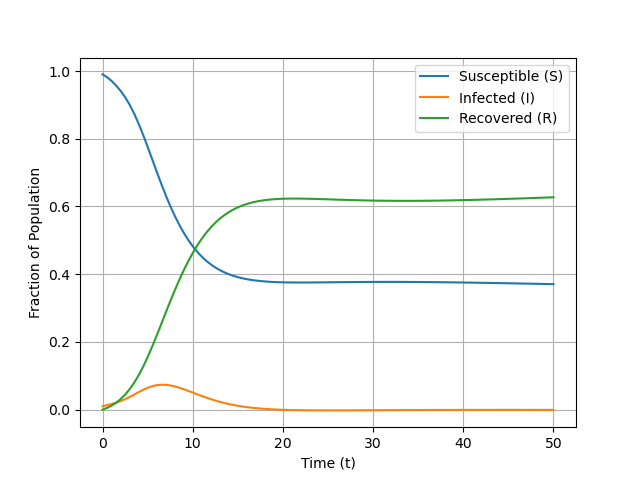 Susceptible (S)
Infected (I)
Recovered (R)
1.0
0.8
0.6
0.4
0.2
0.0
Fraction of Population
0 10 20 30 40 50
Time (t)